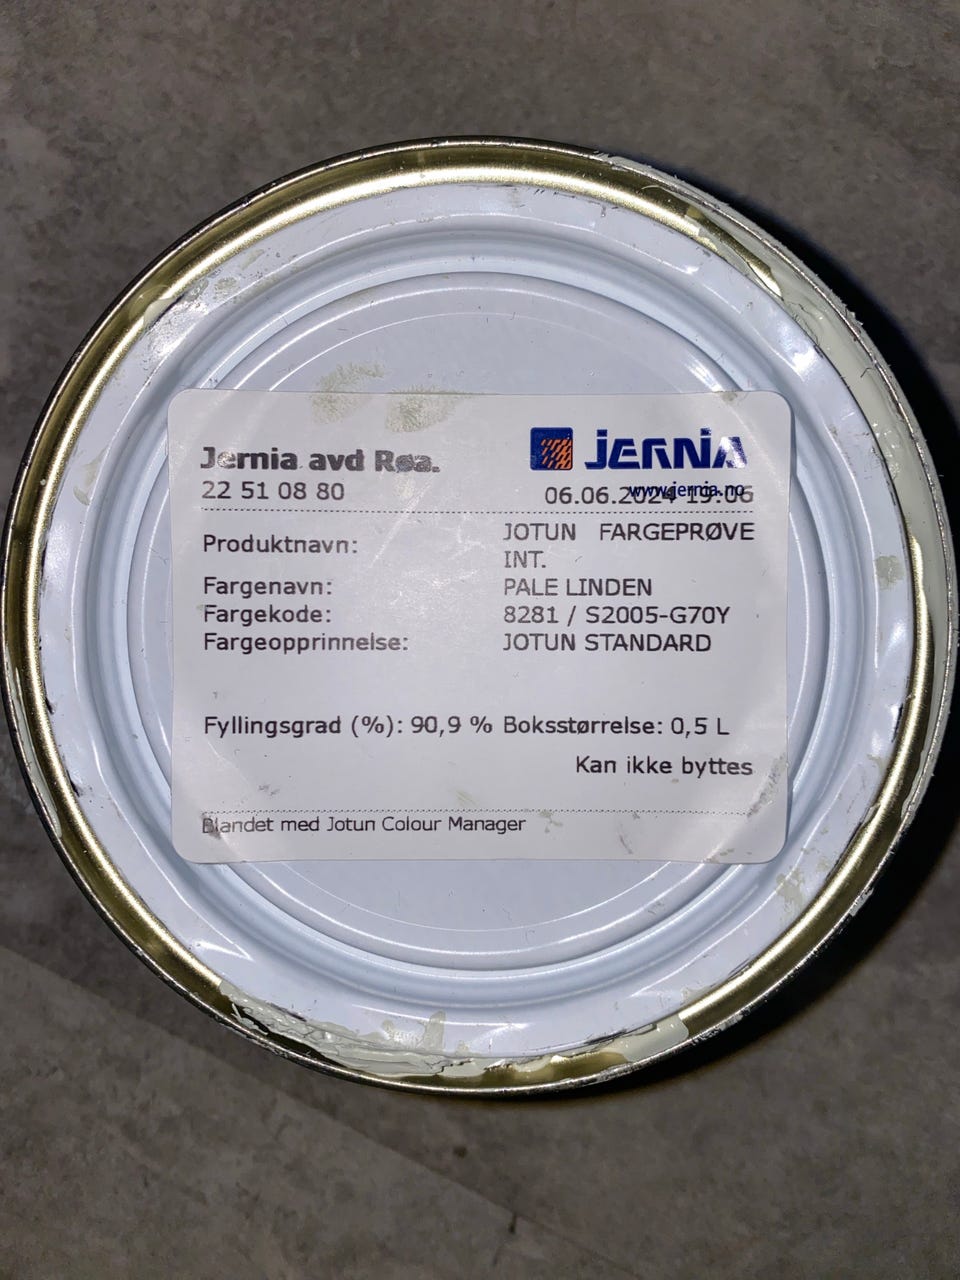 Jernia avd Røa.
JERNIA
22 51 08 80
www.jernia.no
06.06.2024 19:06
Produktnavn: JOTUN FARGEPRØVE
INT.
Fargenavn: PALE LINDEN
Fargekode: 8281 / S2005-G70Y
Fargeopprinnelse: JOTUN STANDARD
Fyllingsgrad (%): 90,9 % Boksstørrelse: 0,5 L
Kan ikke byttes
Blandet med Jotun Colour Manager